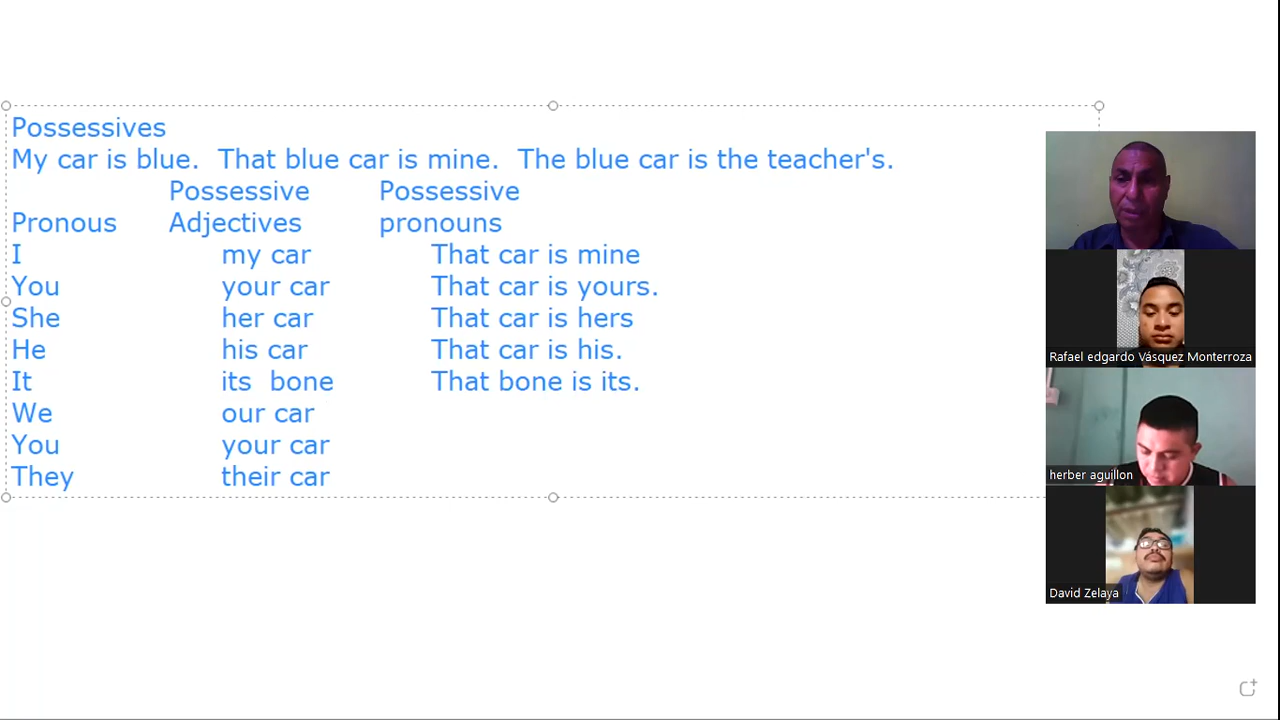 Possessives
My car is blue.  That blue car is mine.  The blue car is the teacher's.
Possessive Possessive
Pronous Adjectives pronouns
I my car That car is mine
You your car That car is yours.
She her car That car is hers
He his car That car is his.
It its  bone That bone is its.
We our car
You your car
They their car
Rafael edgardo Vásquez Monterroza
herber aguillon
David Zelaya